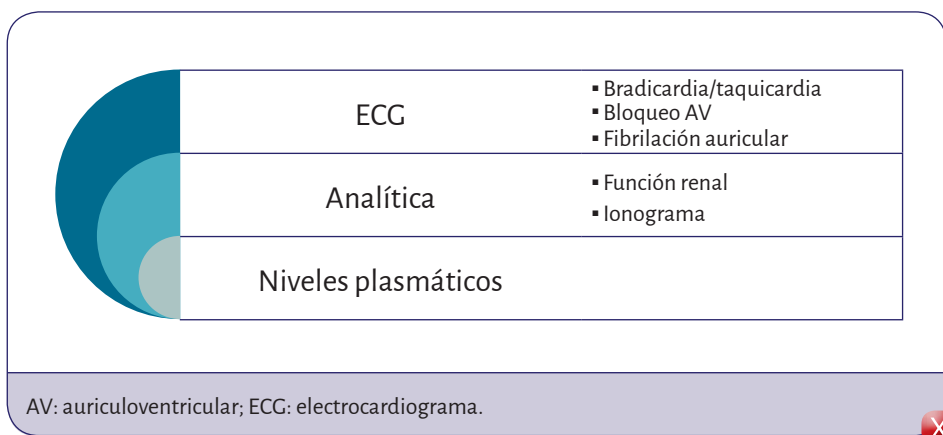 ECG
▪ Bradicardia/taquicardia
▪ Bloqueo AV
▪ Fibrilación auricular
Analítica
▪ Función renal
▪ Ionograma
Niveles plasmáticos
AV: auriculoventricular; ECG: electrocardiograma.
X